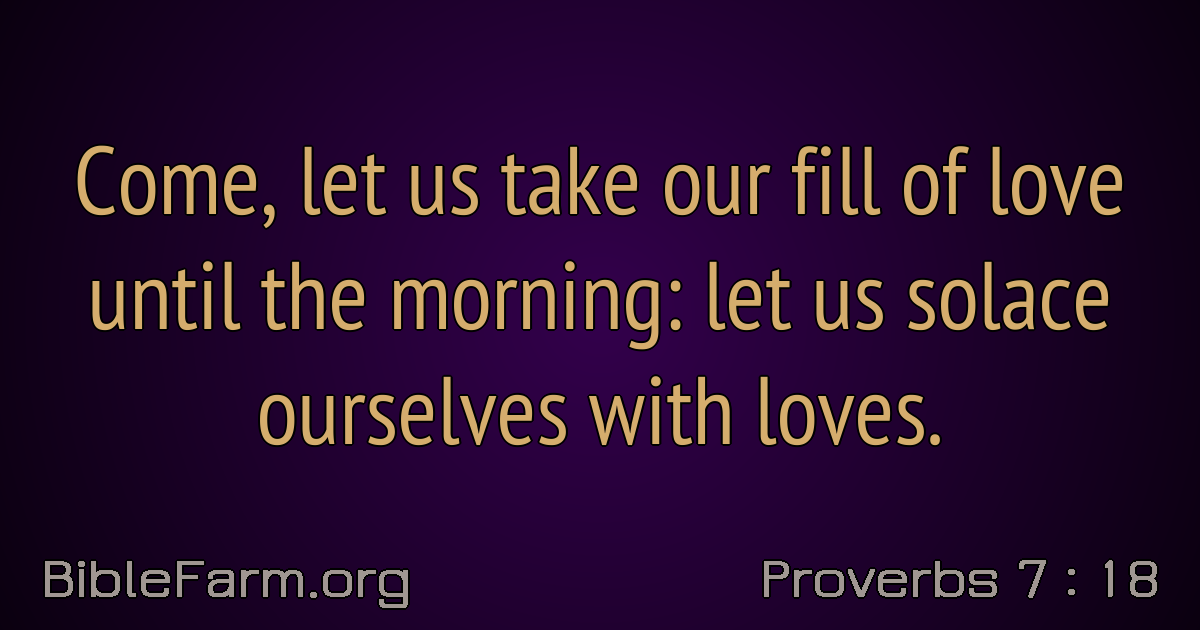 Come, let us take our fill of love
until the morning: let us solace
ourselves with loves.
BibleFarm.org
Proverbs 7 : 18